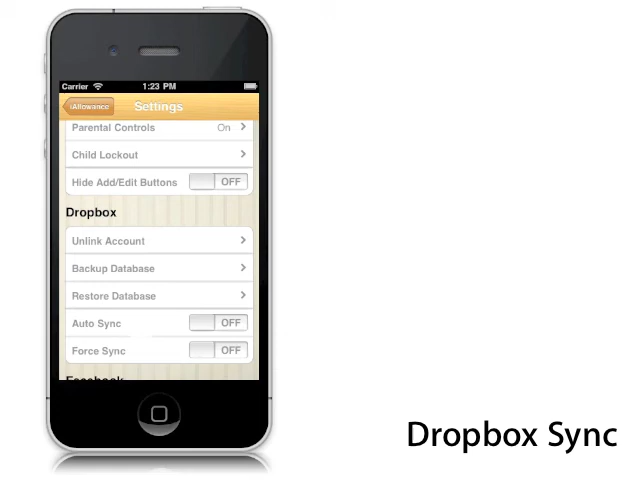 Carrier 1:23 PM
iAllowance Settings
Parental Controls On
Child Lockout
Hide Add/Edit Buttons OFF
Dropbox
Unlink Account
Backup Database
Restore Database
Auto Sync OFF
Force Sync OFF
Facebook
Dropbox Sync